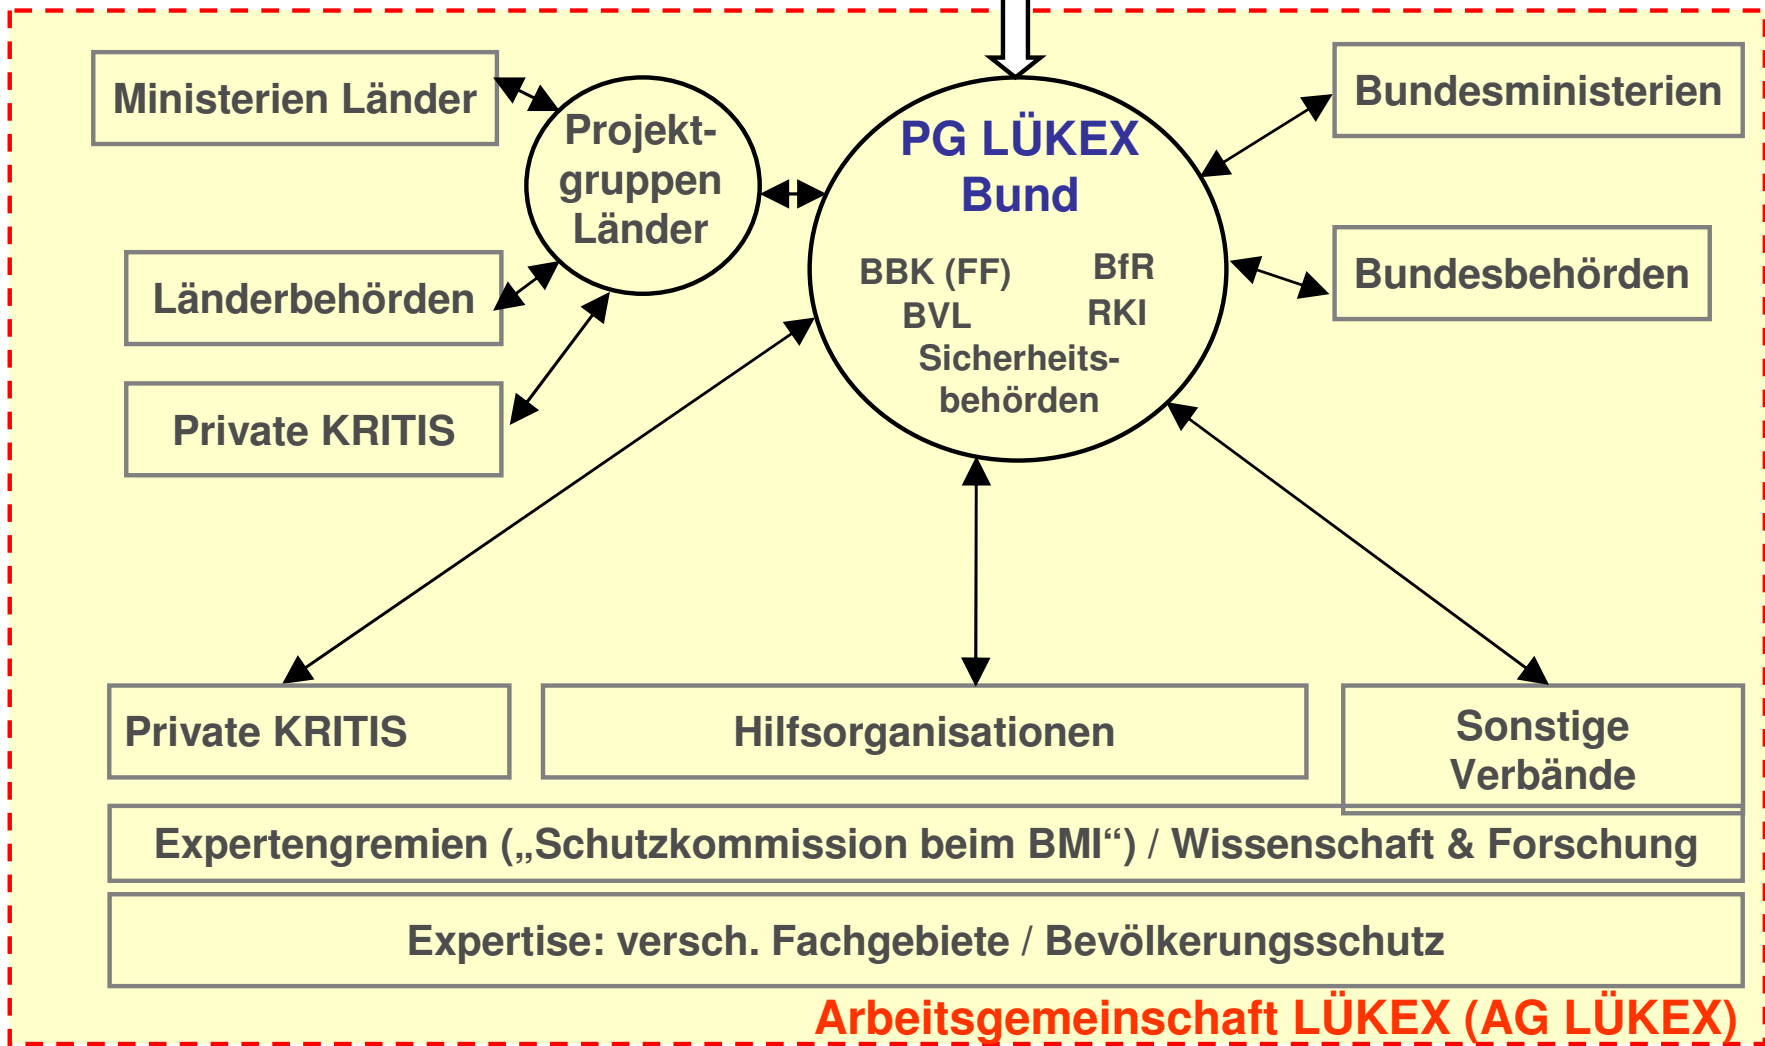 Ministerien Länder
Projekt-
gruppen
Länder
Länderbehörden
Private KRITIS
PG LÜKEX
Bund
BBK (FF) BfR
BVL RKI
Sicherheits-
behörden
Bundesministerien
Bundesbehörden
Private KRITIS
Hilfsorganisationen
Sonstige
Verbände
Expertengremien („Schutzkommission beim BMI“) / Wissenschaft & Forschung
Expertise: versch. Fachgebiete / Bevölkerungsschutz
Arbeitsgemeinschaft LÜKEX (AG LÜKEX)